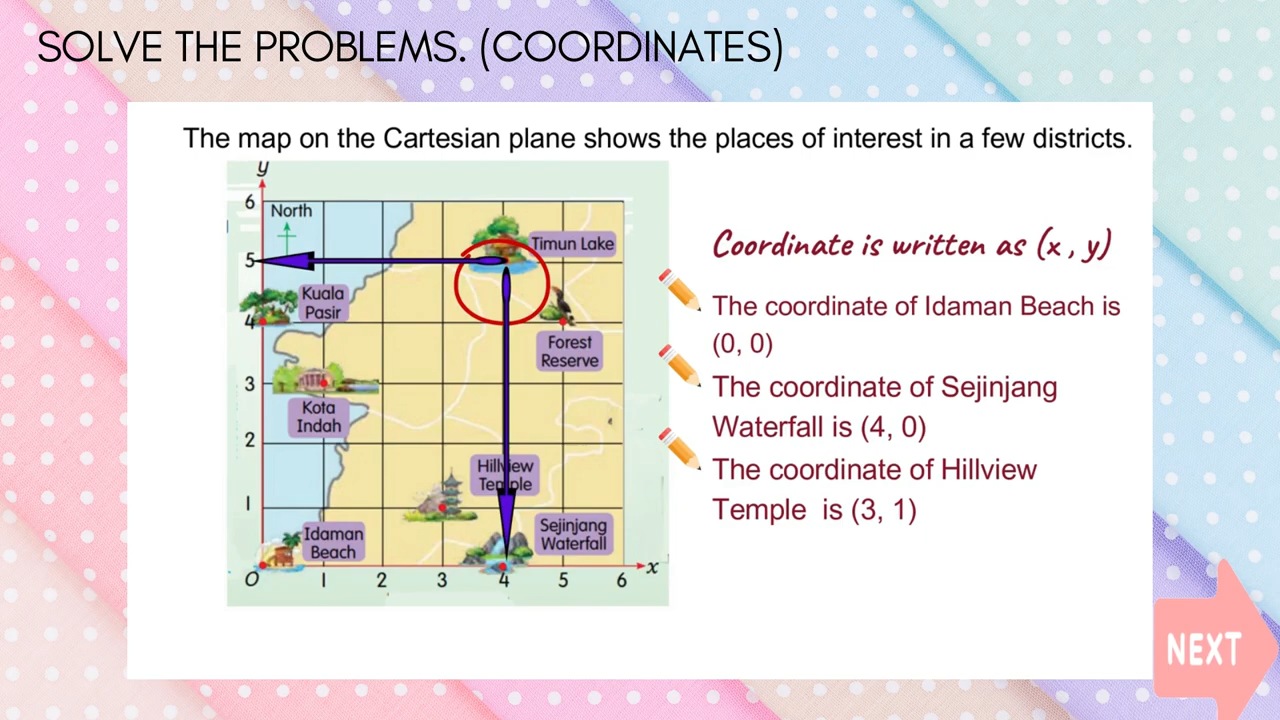 SOLVE THE PROBLEMS. (COORDINATES)
The map on the Cartesian plane shows the places of interest in a few districts.
y
6
North
Timun Lake
5
Kuala
Pasir
4
Forest
Reserve
3
Kota
Indah
2
Hillview
Temple
1
Sejinjang
Waterfall
Idaman
Beach
O 1 2 3 4 5 6 x
Coordinate is written as (x , y)
The coordinate of Idaman Beach is
(0, 0)
The coordinate of Sejinjang
Waterfall is (4, 0)
The coordinate of Hillview
Temple is (3, 1)
NEXT